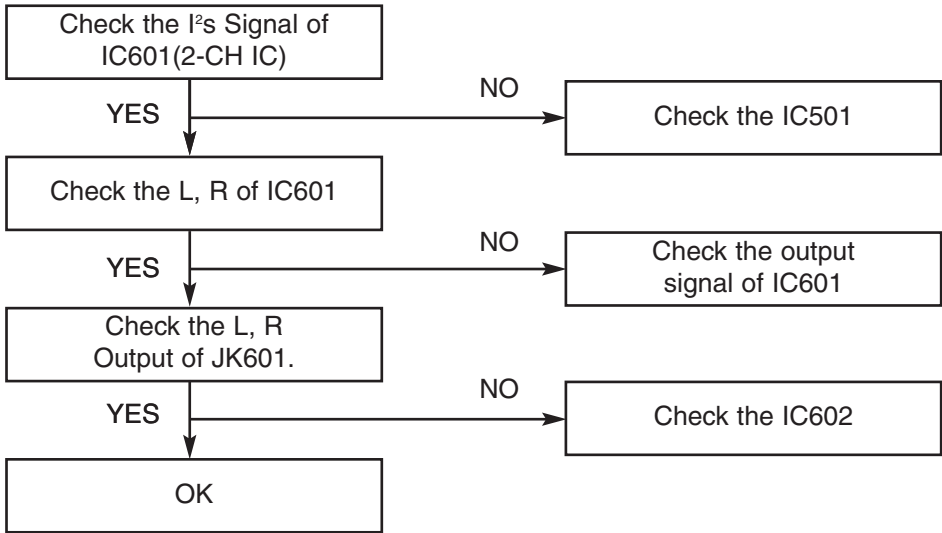 Check the I²s Signal of
IC601(2-CH IC)
NO
YES
Check the IC501
Check the L, R of IC601
NO
YES
Check the output
signal of IC601
Check the L, R
Output of JK601.
NO
YES
Check the IC602
OK